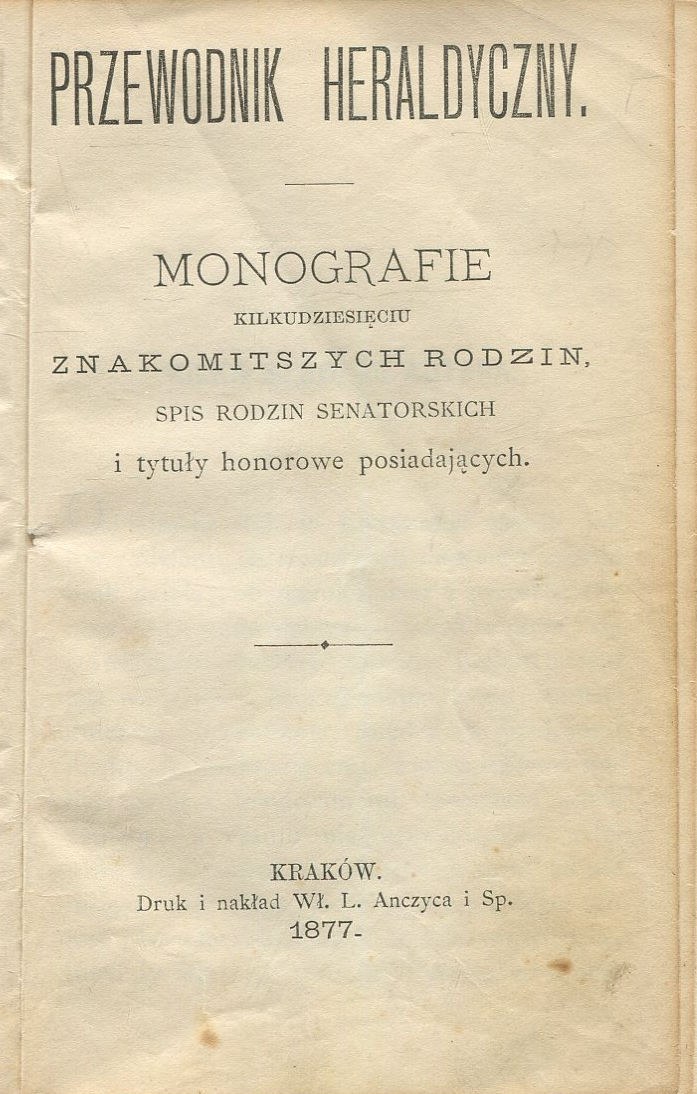 PRZEWODNIK HERALDYCZNY.
MONOGRAFIE
KILKUDZIESIĘCIU
ZNAKOMITSZYCH RODZIN,
SPIS RODZIN SENATORSKICH
i tytuły honorowe posiadających.
KRAKÓW.
Druk i nakład Wł. L. Anczyca i Sp.
1877.